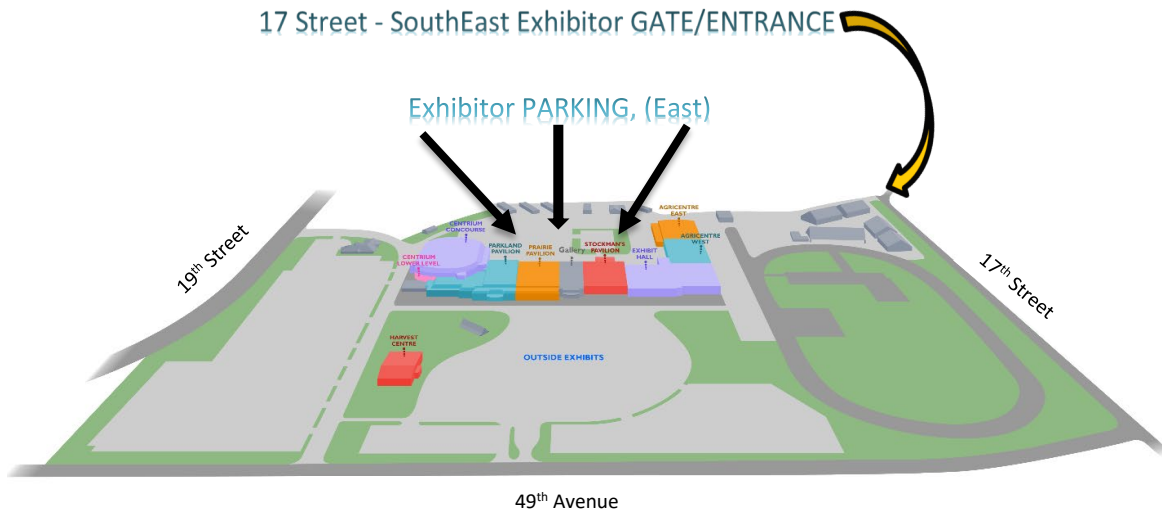 17 Street - SouthEast Exhibitor GATE/ENTRANCE
Exhibitor PARKING, (East)
AGRICENTRE
EAST
CENTRIUM
CONCOURSE
AGRICENTRE
WEST
PARKLAND
PAVILION
PRAIRIE
PAVILION
Gallery
STOCKMAN'S
PAVILION
EXHIBIT
HALL
CENTRIUM
LOWER LEVEL
19th Street
17th Street
HARVEST
CENTRE
OUTSIDE EXHIBITS
49th Avenue